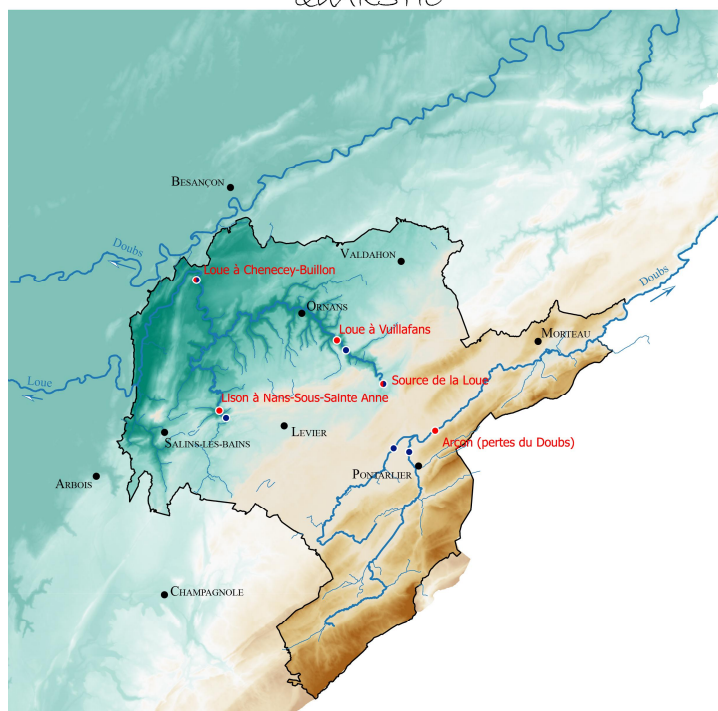 Besançon
Doubs
Loue à Chenecey-Buillon
Valdahon
Doubs
Ornans
Loue à Vuillafans
Morteau
Loue
Source de la Loue
Lison à Nans-Sous-Sainte Anne
Levier
Salins-les-bains
Arçon (pertes du Doubs)
Pontarlier
Arbois
Champagnole